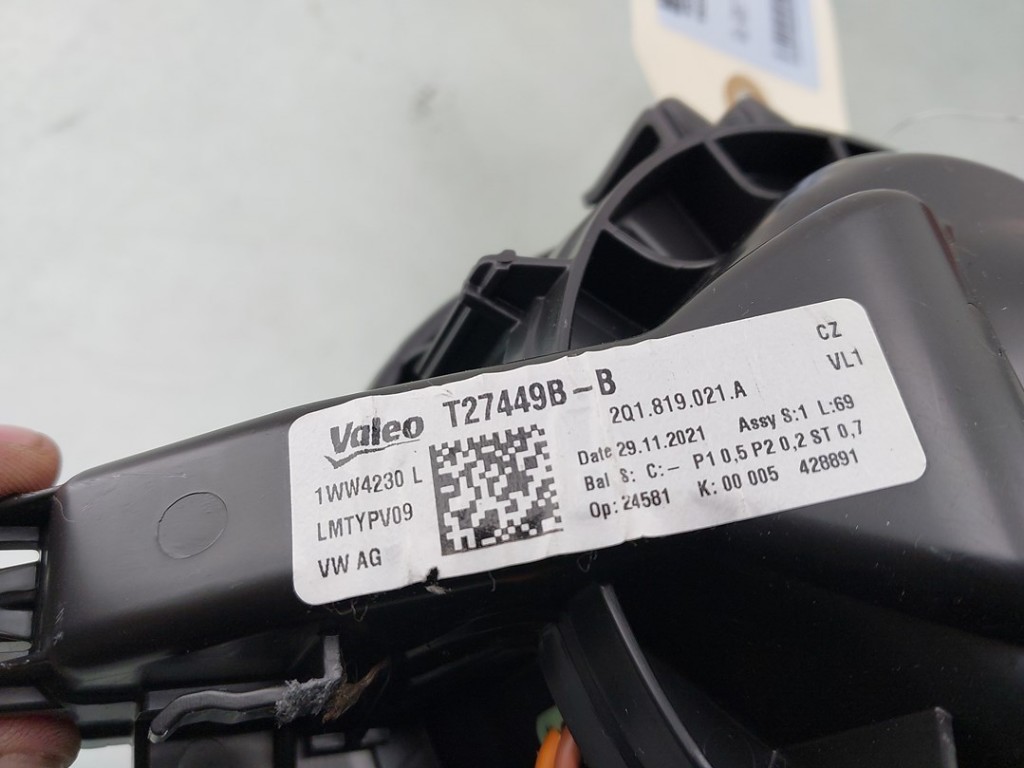 Valeo T27449B-B
CZ
2Q1.819.021.A
VL1
1WW4230 L
Date 29.11.2021 Assy S:1 L:69
LMTYPV09
Bal S: C:- P1 0,5 P2 0,2 ST 0,7
VW AG
Op: 24581 K: 00 005 428891